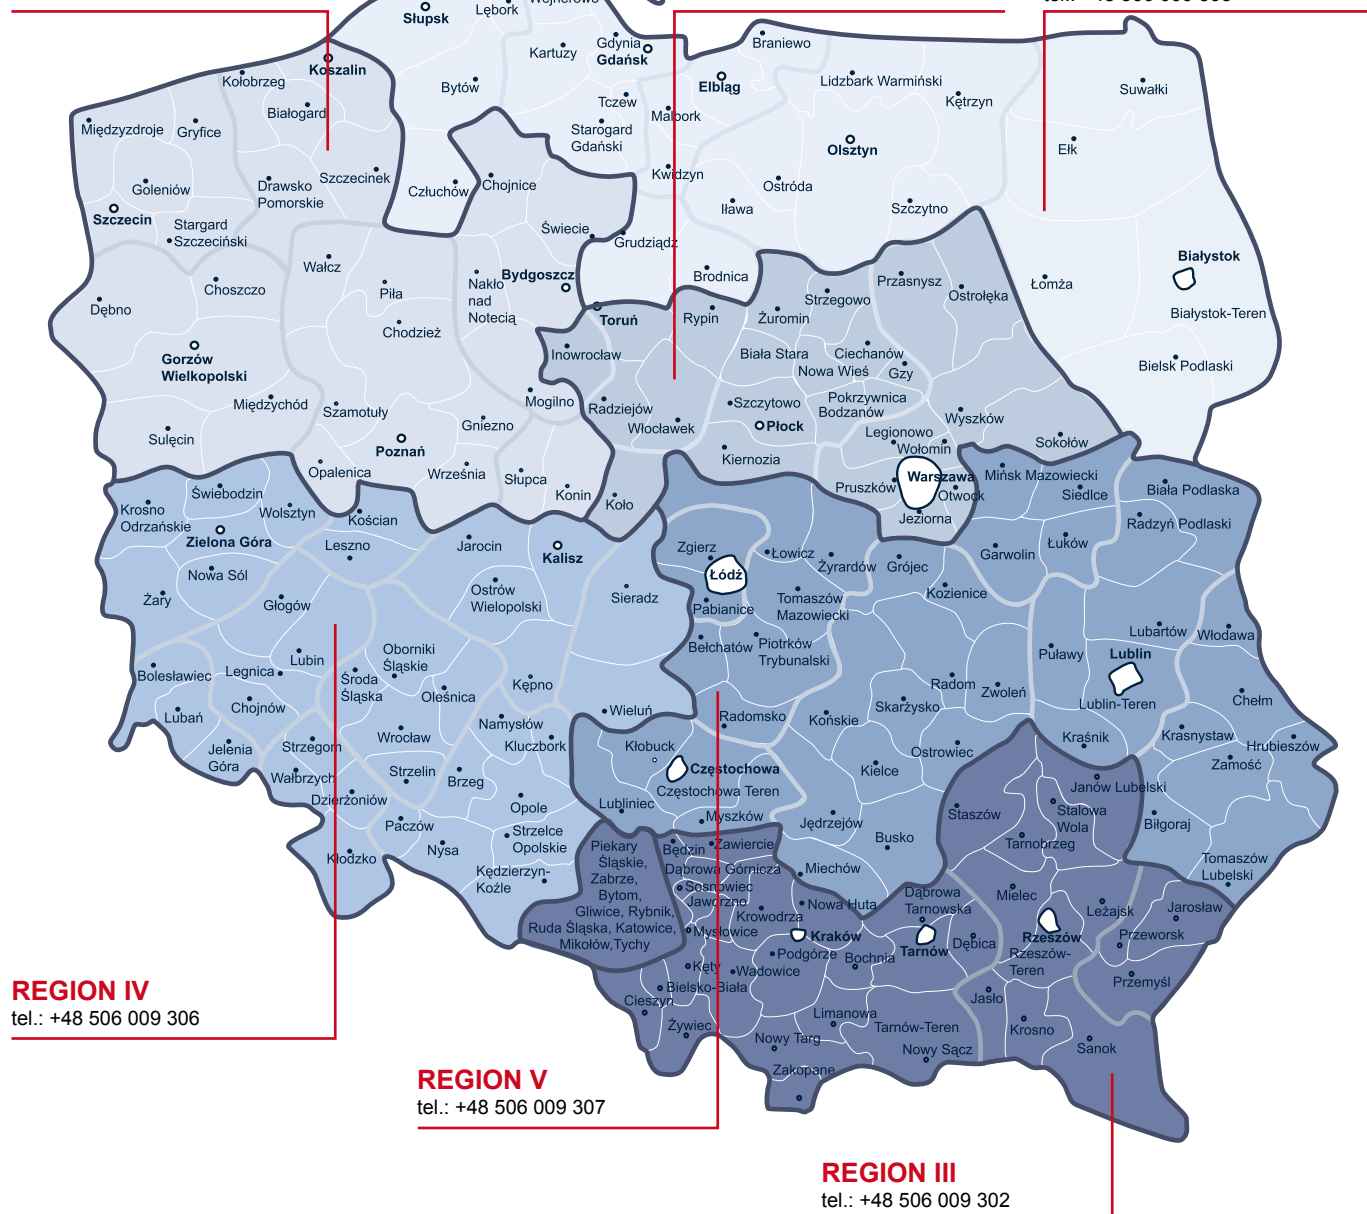 Słupsk
Lębork
Gdynia
Gdańsk
Kartuzy
Braniewo
Elbląg
Lidzbark Warmiński
Kętrzyn
Suwałki
Koszalin
Kołobrzeg
Białogard
Bytów
Tczew
Malbork
Starogard
Gdański
Międzyzdroje
Gryfice
Olsztyn
Ełk
Szczecinek
Drawsko
Pomorskie
Człuchów
Chojnice
Kwidzyn
Ostróda
Goleniów
Szczecin
Stargard
Szczeciński
Iława
Szczytno
Świecie
Grudziądz
Wałcz
Bydgoszcz
Brodnica
Białystok
Białystok-Teren
Łomża
Przasnysz
Ostrołęka
Choszczo
Dębno
Piła
Chodzież
Nakło
nad
Notecią
Toruń
Rypin
Strzegowo
Żuromin
Gorzów
Wielkopolski
Inowrocław
Biała Stara
Ciechanów
Nowa Wieś
Gzy
Bielsk Podlaski
Międzychód
Szamotuły
Gniezno
Mogilno
Radziejów
Włocławek
Szczytowo
Płock
Pokrzywnica
Bodzanów
Wyszków
Sulęcin
Poznań
Opalenica
Września
Słupca
Konin
Koło
Kiernozia
Legionowo
Wołomin
Sokołów
Warszawa
Pruszków
Otwock
Jeziorna
Mińsk Mazowiecki
Siedlce
Biała Podlaska
Świebodzin
Krosno
Odrzańskie
Wolsztyn
Zielona Góra
Kościan
Leszno
Jarocin
Kalisz
Radzyń Podlaski
Łuków
Garwolin
Zgierz
Łódź
Pabianice
Łowicz
Żyrardów
Grójec
Nowa Sól
Żary
Głogów
Ostrów
Wielopolski
Sieradz
Tomaszów
Mazowiecki
Kozienice
Bełchatów
Piotrków
Trybunalski
Lubartów
Włodawa
Puławy
Lublin
Lublin-Teren
Bolesławiec
Legnica
Lubin
Oborniki
Śląskie
Środa
Śląska
Oleśnica
Kępno
Wieluń
Radom
Zwoleń
Skarżysko
Końskie
Radomsko
Chełm
Lubań
Chojnów
Jelenia
Góra
Strzegom
Wrocław
Namysłów
Kluczbork
Kłobuck
Częstochowa
Częstochowa Teren
Ostrowiec
Kielce
Kraśnik
Krasnystaw
Hrubieszów
Zamość
Wałbrzych
Dzierżoniów
Strzelin
Brzeg
Opole
Lubliniec
Myszków
Jędrzejów
Staszów
Janów Lubelski
Stalowa
Wola
Tarnobrzeg
Biłgoraj
Paczów
Nysa
Strzelce
Opolskie
Kłodzko
Kędzierzyn-
Koźle
Busko
Miechów
Tomaszów
Lubelski
Piekary
Śląskie,
Zabrze,
Bytom,
Gliwice, Rybnik,
Ruda Śląska, Katowice,
Mikołów,Tychy
Będzin
Zawiercie
Dąbrowa Górnicza
Sosnowiec
Jaworzno
Mysłowice
Krowodrza
Nowa Huta
Kraków
Podgórze
Dąbrowa
Tarnowska
Tarnów
Dębica
Mielec
Rzeszów
Rzeszów-
Teren
Leżajsk
Jarosław
Przeworsk
Przemyśl
Kęty
Wadowice
Bochnia
Bielsko-Biała
Cieszyn
Żywiec
Limanowa
Tarnów-Teren
Nowy Targ
Nowy Sącz
Zakopane
Jasło
Krosno
Sanok
REGION IV
tel.: +48 506 009 306
REGION V
tel.: +48 506 009 307
REGION III
tel.: +48 506 009 302